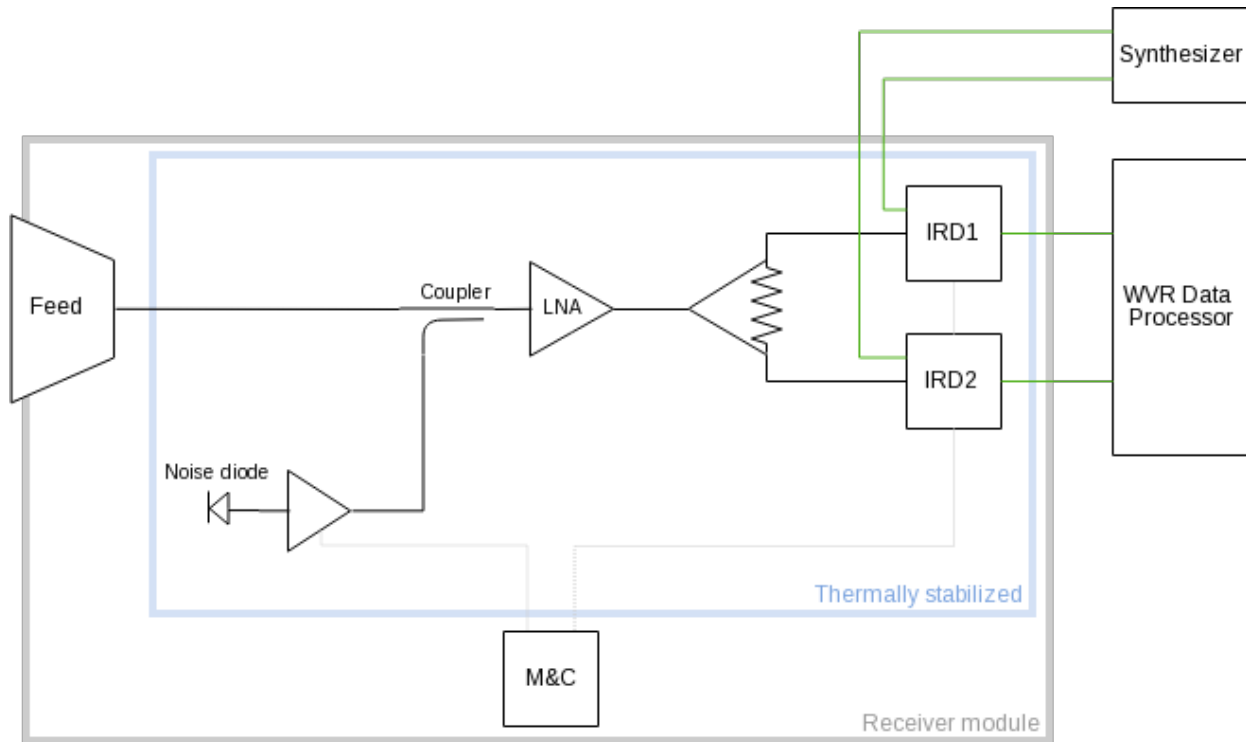 Synthesizer
IRD1
Feed
Coupler
LNA
WVR Data
Processor
IRD2
Noise diode
Thermally stabilized
M&C
Receiver module